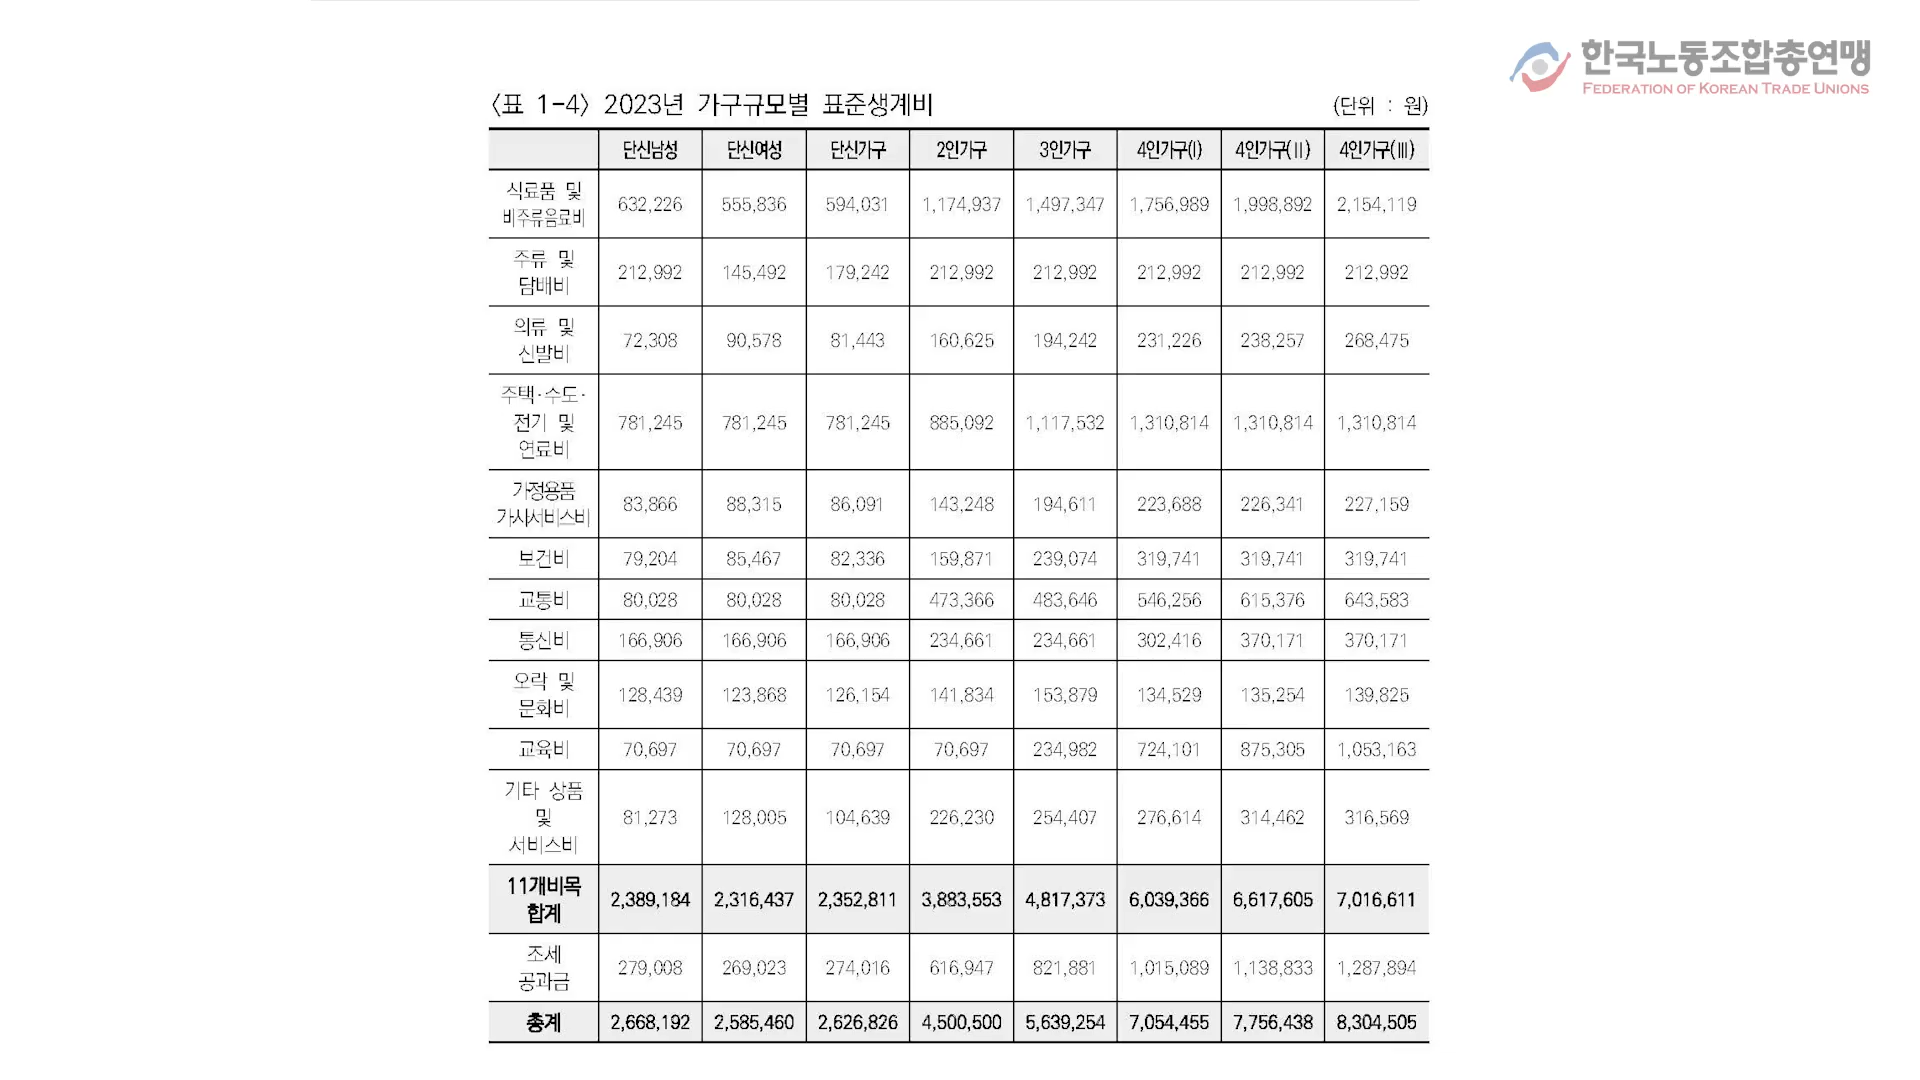 한국노동조합총연맹
FEDERATION OF KOREAN TRADE UNIONS
〈표 1-4〉 2023년 가구규모별 표준생계비 (단위 : 원)
단신남성 단신여성 단신가구 2인가구 3인가구 4인가구(Ⅰ) 4인가구(Ⅱ) 4인가구(Ⅲ)
식료품 및
비주류음료비 632,226 555,836 594,031 1,174,937 1,497,347 1,756,989 1,998,892 2,154,119
주류 및
담배비 212,992 145,492 179,242 212,992 212,992 212,992 212,992 212,992
의류 및
신발비 72,308 90,578 81,443 160,625 194,242 231,226 238,257 268,475
주택·수도·
전기 및
연료비 781,245 781,245 781,245 885,092 1,117,532 1,310,814 1,310,814 1,310,814
가정용품
가사서비스비 83,866 88,315 86,091 143,248 194,611 223,688 226,341 227,159
보건비 79,204 85,467 82,336 159,871 239,074 319,741 319,741 319,741
교통비 80,028 80,028 80,028 473,366 483,646 546,256 615,376 643,583
통신비 166,906 166,906 166,906 234,661 234,661 302,416 370,171 370,171
오락 및
문화비 128,439 123,868 126,154 141,834 153,879 134,529 135,254 139,825
교육비 70,697 70,697 70,697 70,697 234,982 724,101 875,305 1,053,163
기타 상품
및
서비스비 81,273 128,005 104,639 226,230 254,407 276,614 314,462 316,569
11개비목
합계 2,389,184 2,316,437 2,352,811 3,883,553 4,817,373 6,039,366 6,617,605 7,016,611
조세
공과금 279,008 269,023 274,016 616,947 821,881 1,015,089 1,138,833 1,287,894
총계 2,668,192 2,585,460 2,626,826 4,500,500 5,639,254 7,054,455 7,756,438 8,304,505